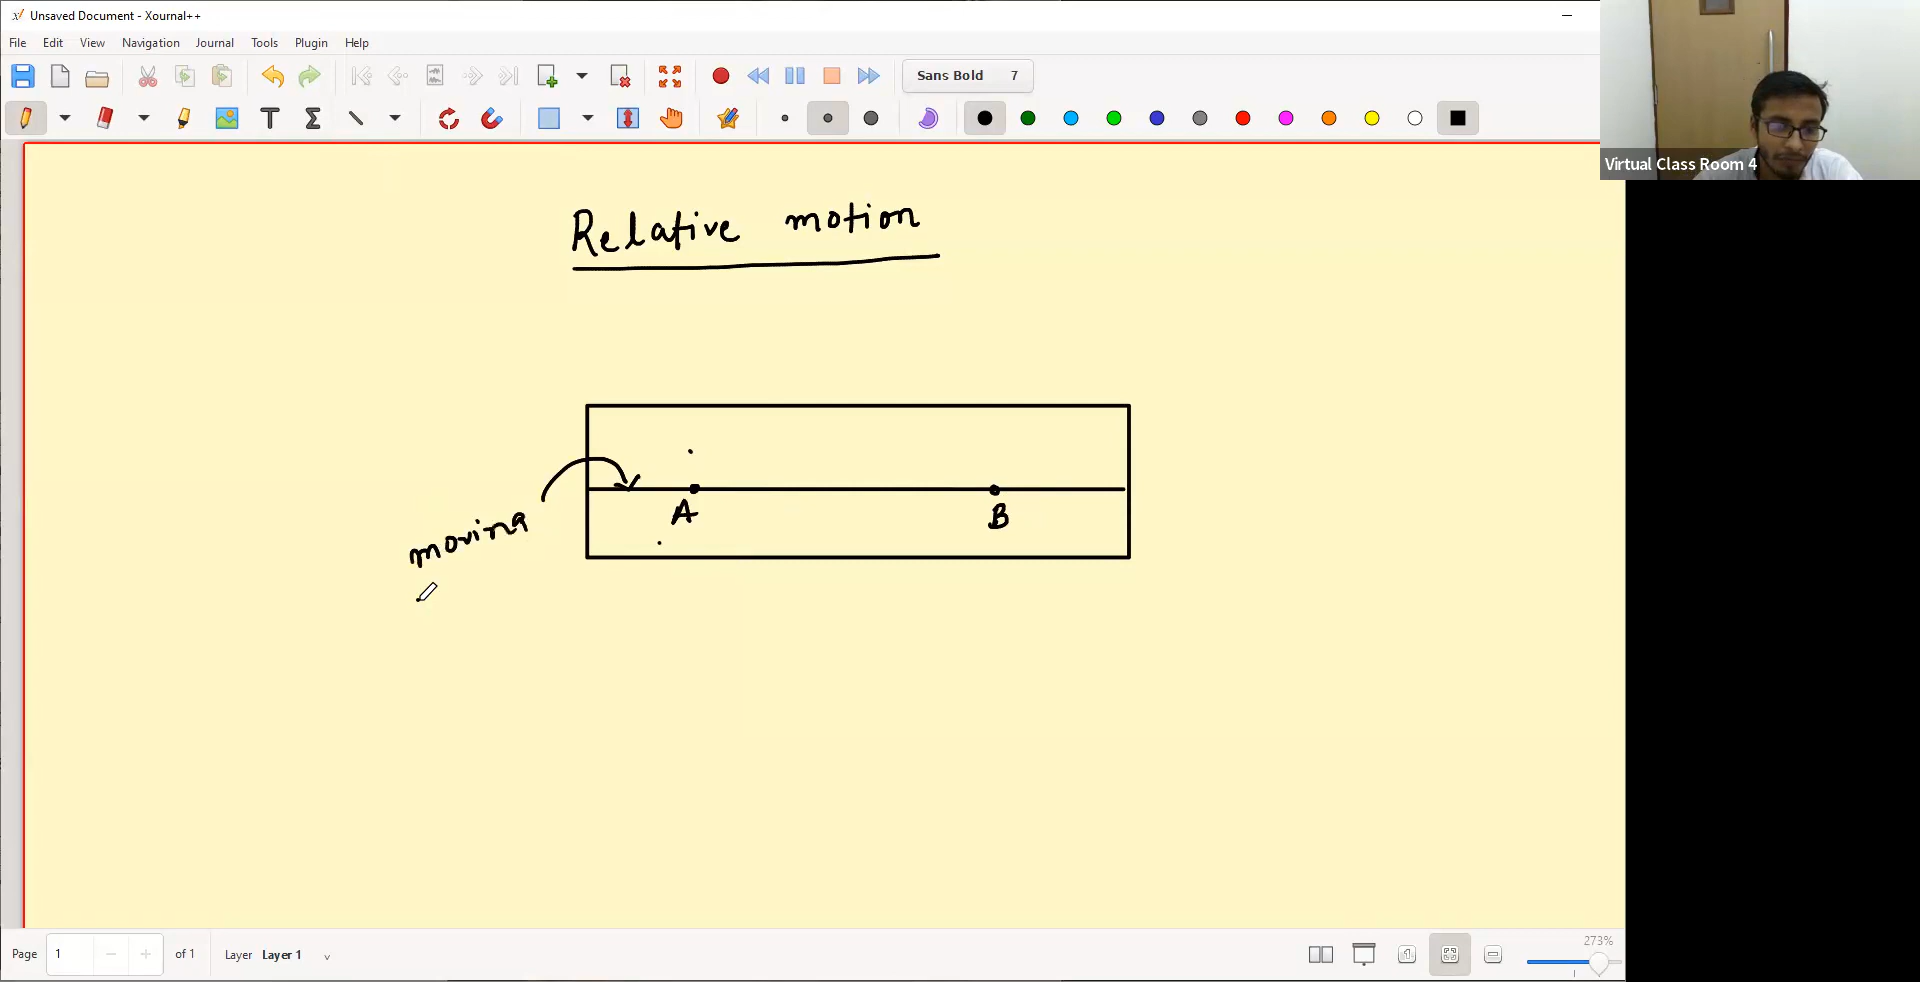 Unsaved Document - Xournal++
File Edit View Navigation Journal Tools Plugin Help
Sans Bold 7
Virtual Class Room 4
Relative motion
A B
moving
Page 1 of 1 Layer Layer 1
273%